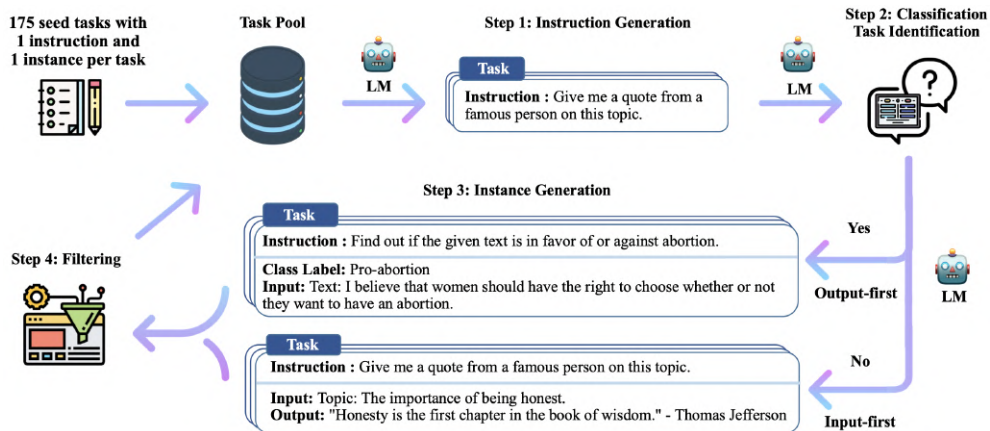 175 seed tasks with
1 instruction and
1 instance per task
Task Pool
Step 1: Instruction Generation
Step 2: Classification
Task Identification
LM
Task
Instruction : Give me a quote from a
famous person on this topic.
LM
?
Step 3: Instance Generation
Task
Instruction : Find out if the given text is in favor of or against abortion.
Class Label: Pro-abortion
Input: Text: I believe that women should have the right to choose whether or not
they want to have an abortion.
Yes
Output-first
LM
Step 4: Filtering
Task
Instruction : Give me a quote from a famous person on this topic.
Input: Topic: The importance of being honest.
Output: "Honesty is the first chapter in the book of wisdom." - Thomas Jefferson
No
Input-first